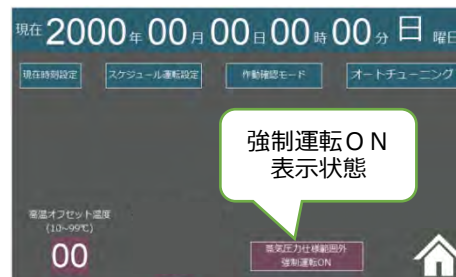 現在2000年00月00日00時00分 日 曜日
現在時刻設定 スケジュール運転設定 作動確認モード オートチューニング
強制運転ON
表示状態
高温オフセット温度
(10~99℃)
00
蒸気圧力仕様範囲外
強制運転ON